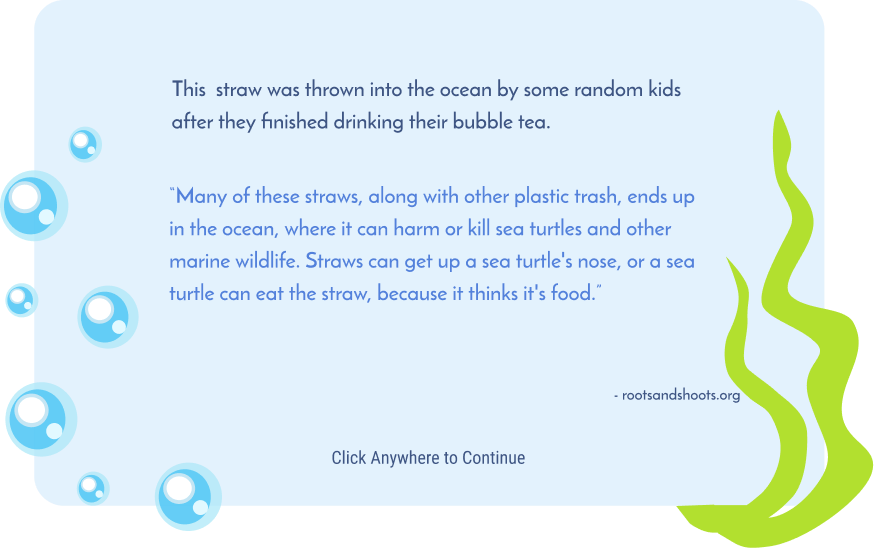 This  straw was thrown into the ocean by some random kids
after they finished drinking their bubble tea.
“Many of these straws, along with other plastic trash, ends up
in the ocean, where it can harm or kill sea turtles and other
marine wildlife. Straws can get up a sea turtle's nose, or a sea
turtle can eat the straw, because it thinks it's food.”
- rootsandshoots.org
Click Anywhere to Continue